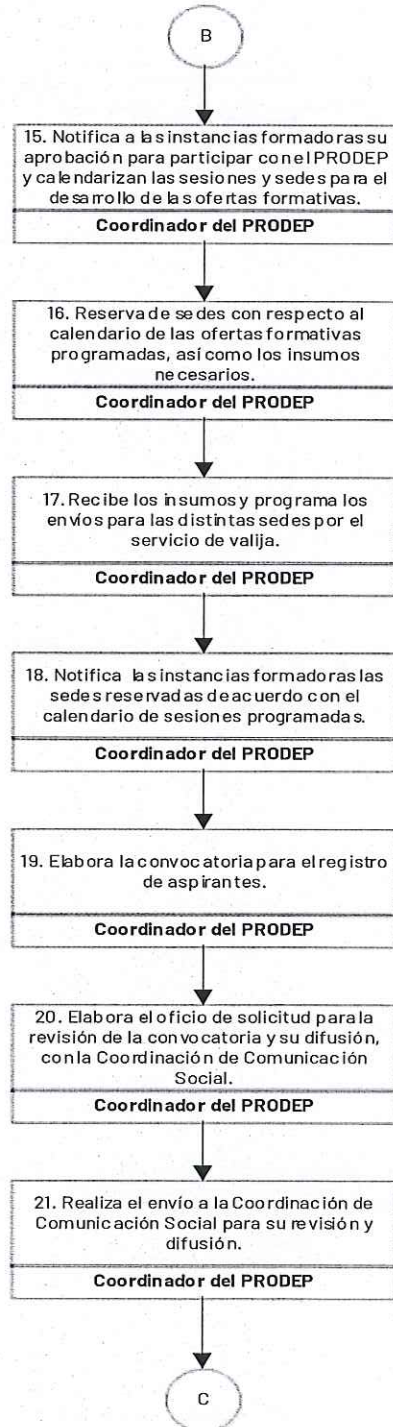 B
15. Notifica a las instancias formadoras su
aprobación para participar con el PRODEP
y calendarizan las sesiones y sedes para el
desarrollo de las ofertas formativas.
Coordinador del PRODEP
16. Reserva de sedes con respecto al
calendario de las ofertas formativas
programadas, así como los insumos
necesarios.
Coordinador del PRODEP
17. Recibe los insumos y programa los
envíos para las distintas sedes por el
servicio de valija.
Coordinador del PRODEP
18. Notifica las instancias formadoras las
sedes reservadas de acuerdo con el
calendario de sesiones programadas.
Coordinador del PRODEP
19. Elabora la convocatoria para el registro
de aspirantes.
Coordinador del PRODEP
20. Elabora el oficio de solicitud para la
revisión de la convocatoria y su difusión,
con la Coordinación de Comunicación
Social.
Coordinador del PRODEP
21. Realiza el envío a la Coordinación de
Comunicación Social para su revisión y
difusión.
Coordinador del PRODEP
C